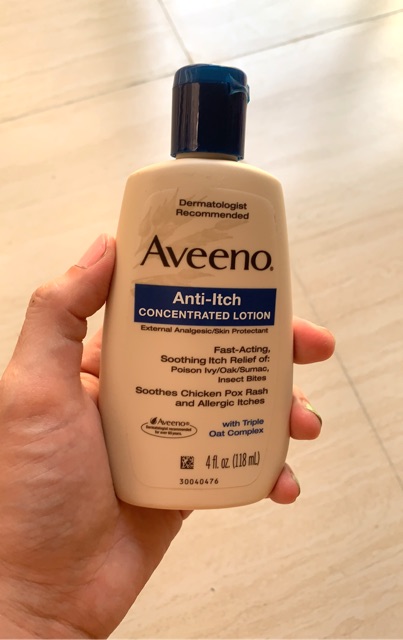 Dermatologist
Recommended
Aveeno®
Anti-Itch
CONCENTRATED LOTION
External Analgesic/Skin Protectant
Fast-Acting,
Soothing Itch Relief of:
Poison Ivy/Oak/Sumac,
Insect Bites
Soothes Chicken Pox Rash
and Allergic Itches
with Triple
Oat Complex
Aveeno®
Dermatologist recommended
4 fl. oz. (118 mL)
30040476